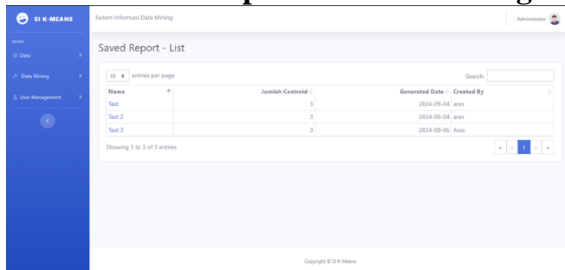 SI K-MEANS
Sistem Informasi Data Mining
Administrator
MENU
Data
Data Mining
User Management
Saved Report - List
10 entries per page
Search:
Name Jumlah Centroid Generated Date Created By
Test 3 2024-09-04 ares
Test 2 3 2024-09-04 ares
Test 3 3 2024-09-06 Ares
Showing 1 to 3 of 3 entries
« ‹ 1 › »
Copyright © SI K-Means